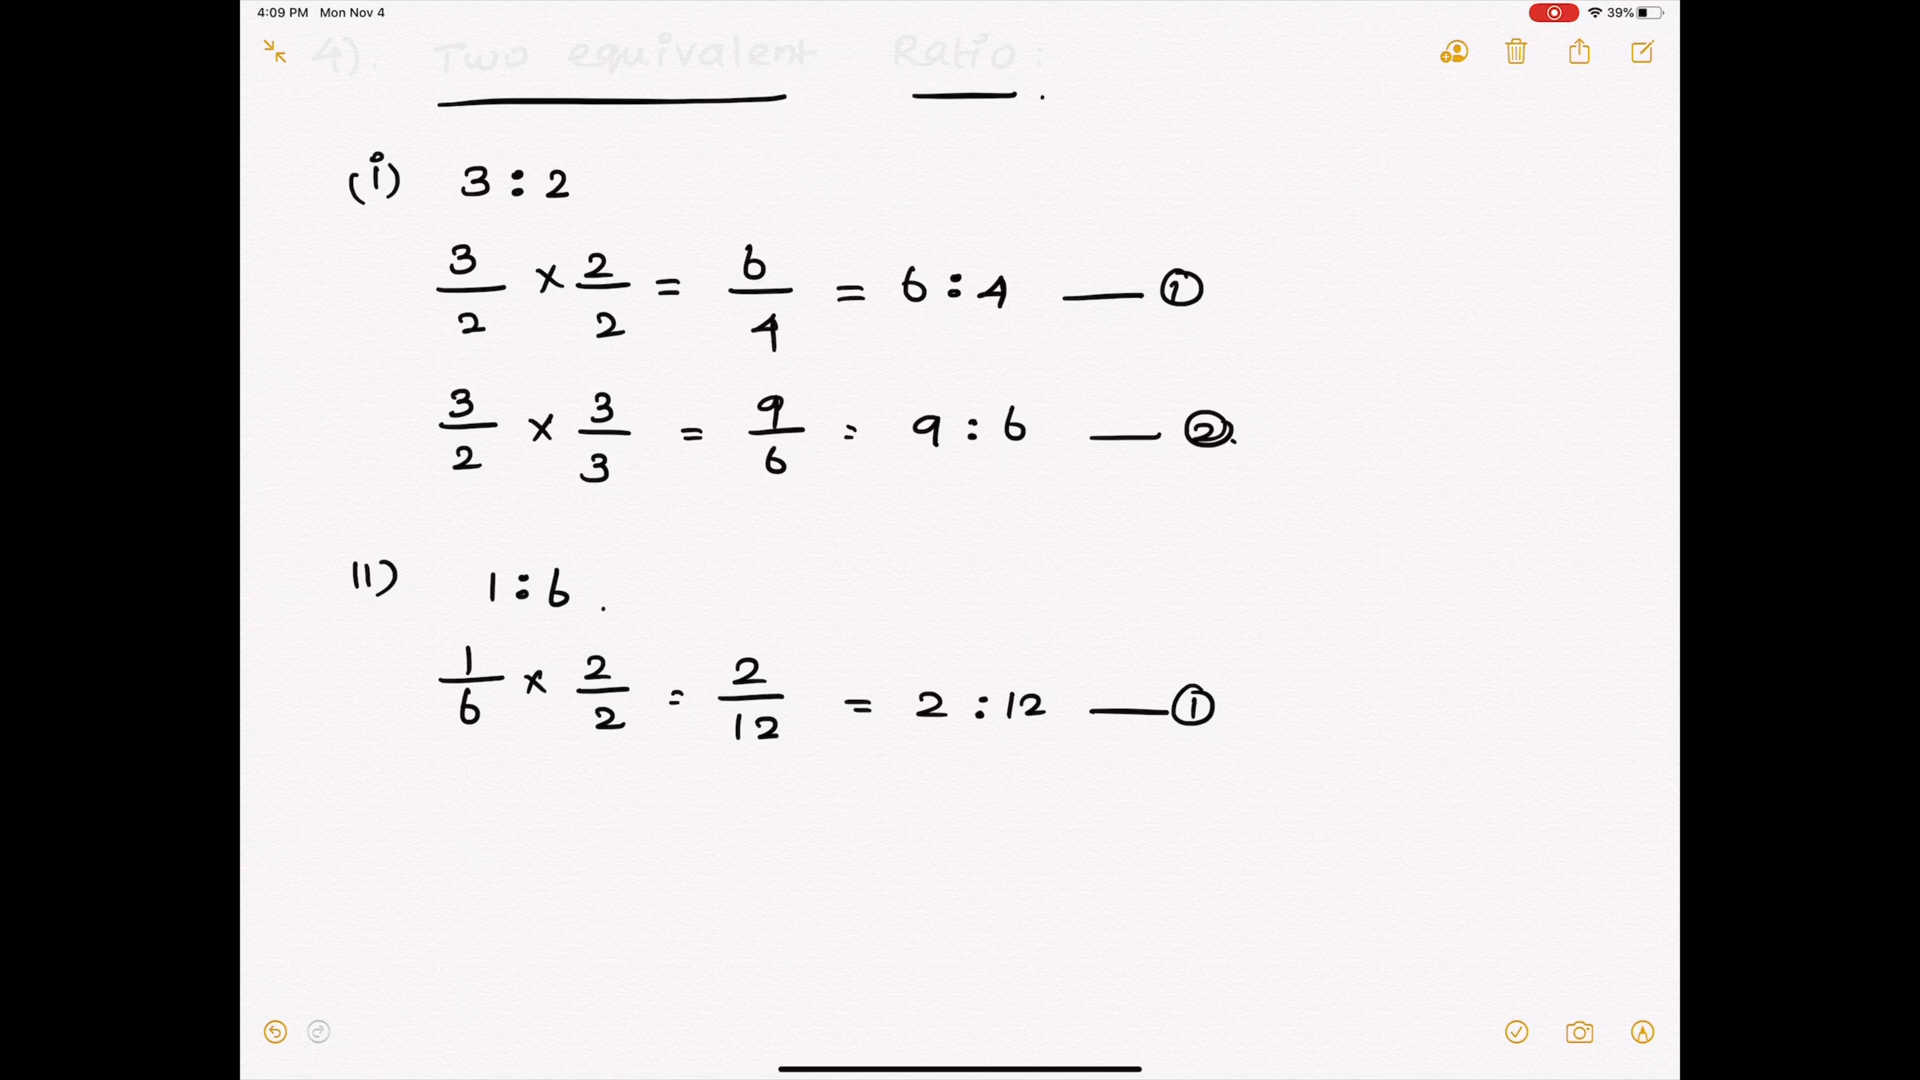 4:09 PM Mon Nov 4
39%
4). Two equivalent Ratio:
(i) 3 : 2
3/2 × 2/2 = 6/4 = 6 : 4 — ①
3/2 × 3/3 = 9/6 = 9 : 6 — ②.
ii) 1 : 6 .
1/6 × 2/2 = 2/12 = 2 : 12 — ①